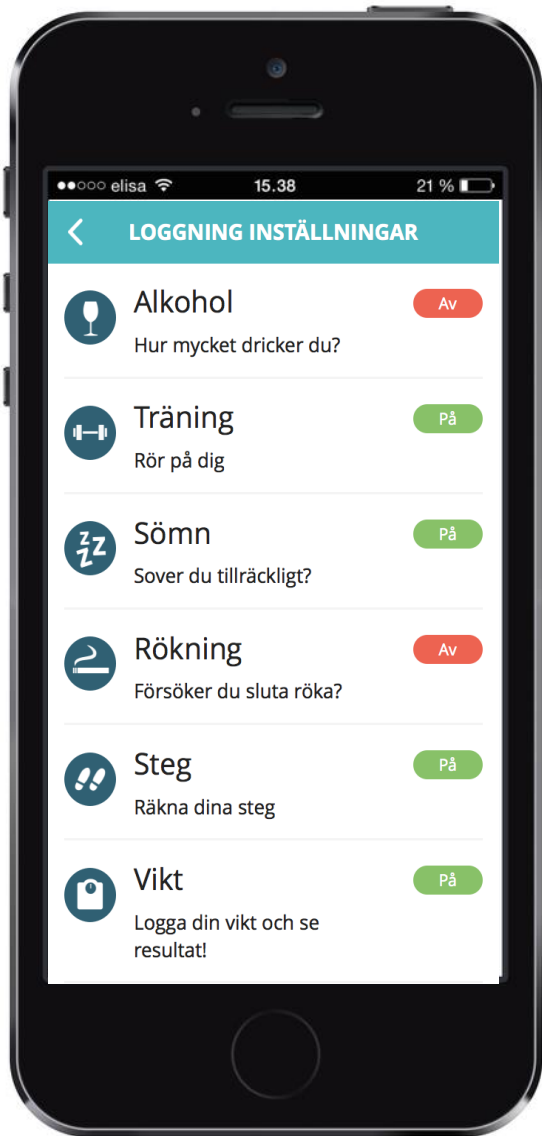 elisa 15.38 21 %
LOGGNING INSTÄLLNINGAR
Alkohol Av
Hur mycket dricker du?
Träning På
Rör på dig
Sömn På
Sover du tillräckligt?
Rökning Av
Försöker du sluta röka?
Steg På
Räkna dina steg
Vikt På
Logga din vikt och se
resultat!